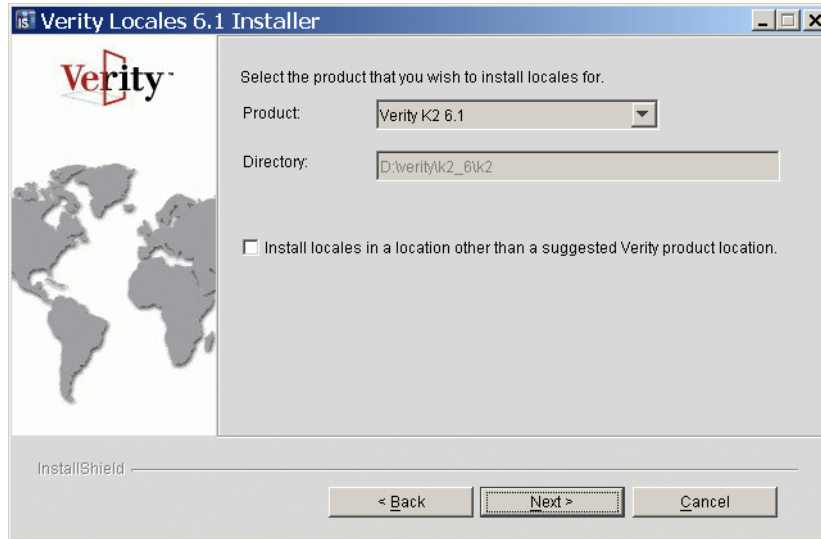 Verity Locales 6.1 Installer
Verity™
Select the product that you wish to install locales for.
Product:
Verity K2 6.1
Directory:
D:\verity\k2_6\k2
Install locales in a location other than a suggested Verity product location.
InstallShield
< Back
Next >
Cancel